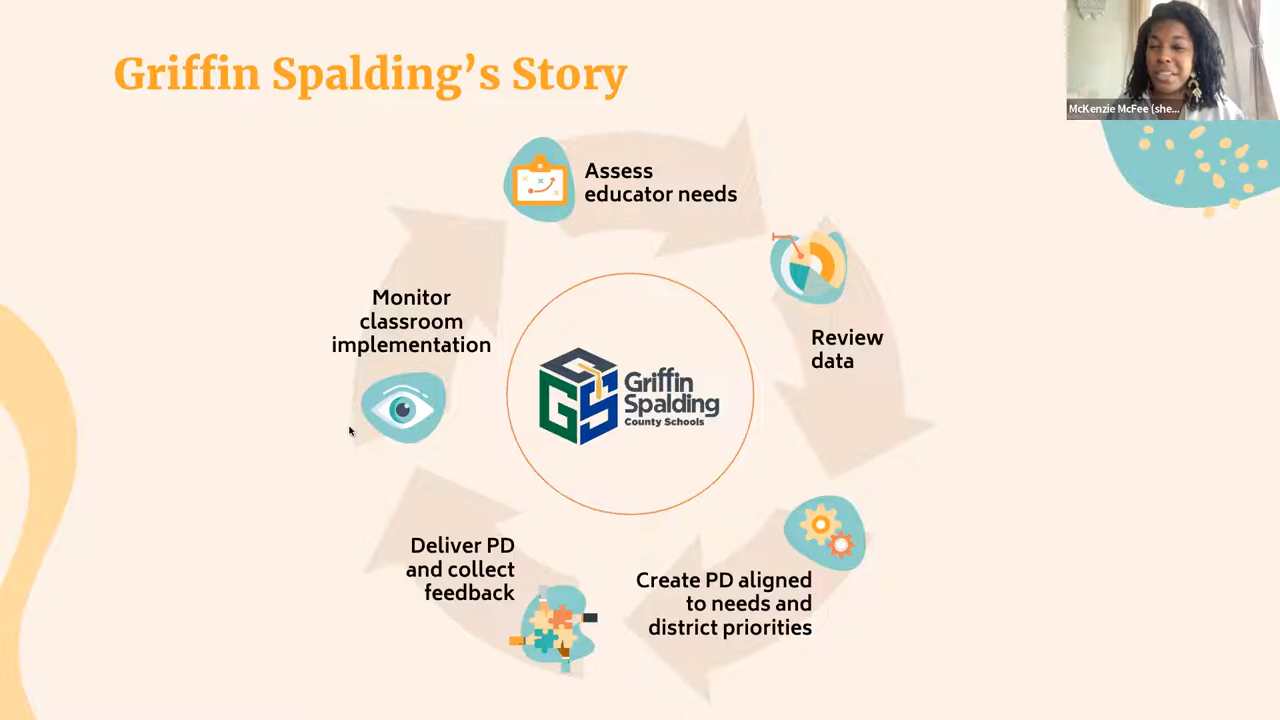 Griffin Spalding's Story
McKenzie McFee (she...
Assess
educator needs
Review
data
Create PD aligned
to needs and
district priorities
Deliver PD
and collect
feedback
Monitor
classroom
implementation
GCS
Griffin
Spalding
County Schools